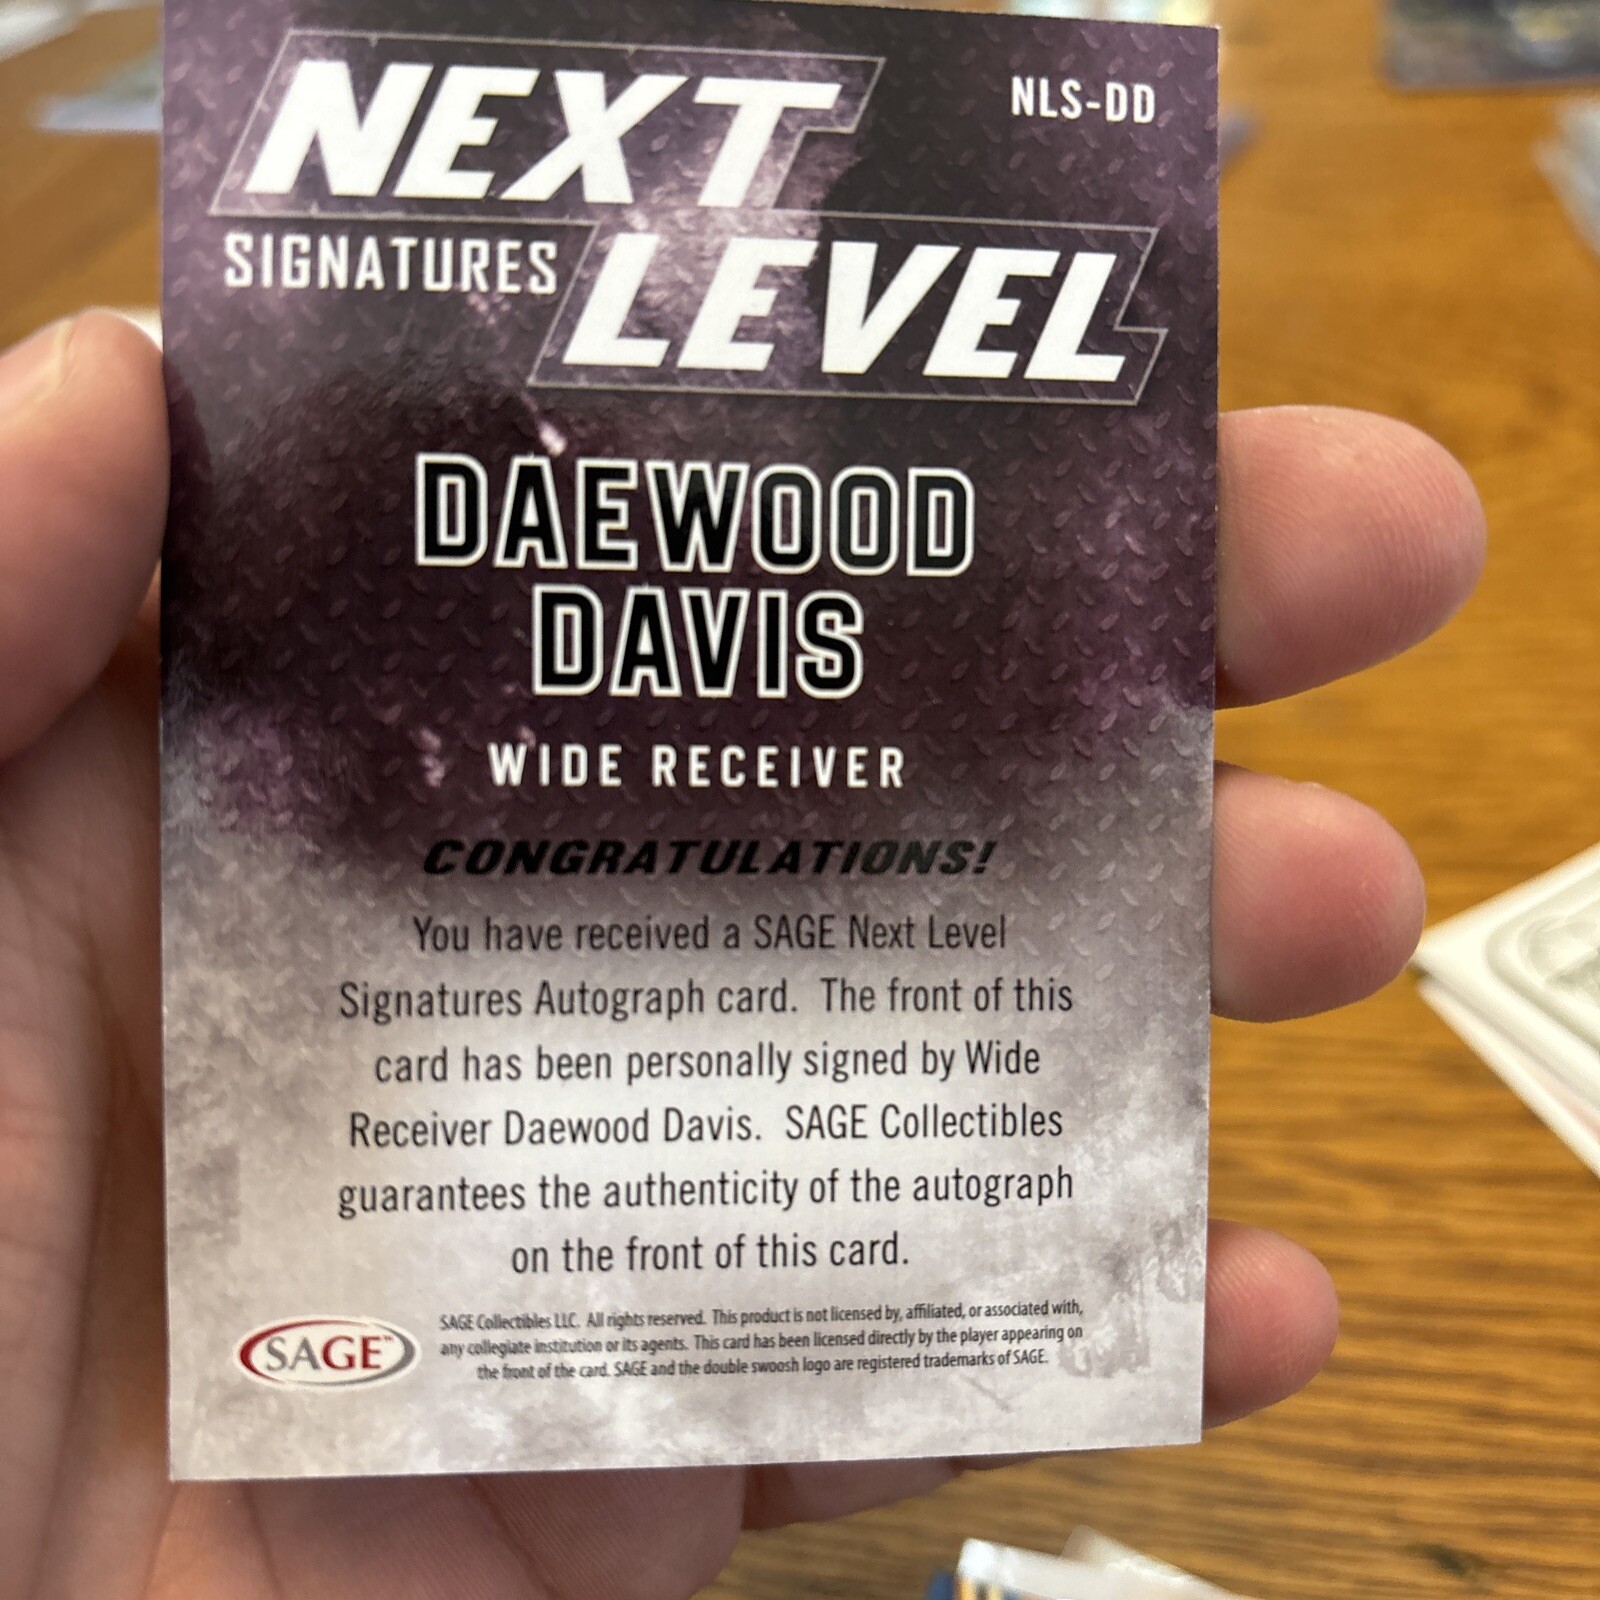 NEXT
NLS-DD
SIGNATURES
LEVEL
DAEWOOD
DAVIS
WIDE RECEIVER
CONGRATULATIONS!
You have received a SAGE Next Level
Signatures Autograph card. The front of this
card has been personally signed by Wide
Receiver Daewood Davis. SAGE Collectibles
guarantees the authenticity of the autograph
on the front of this card.
SAGE™
SAGE Collectibles LLC. All rights reserved. This product is not licensed by, affiliated, or associated with,
any collegiate institution or its agents. This card has been licensed directly by the player appearing on
the front of the card. SAGE and the double swoosh logo are registered trademarks of SAGE.